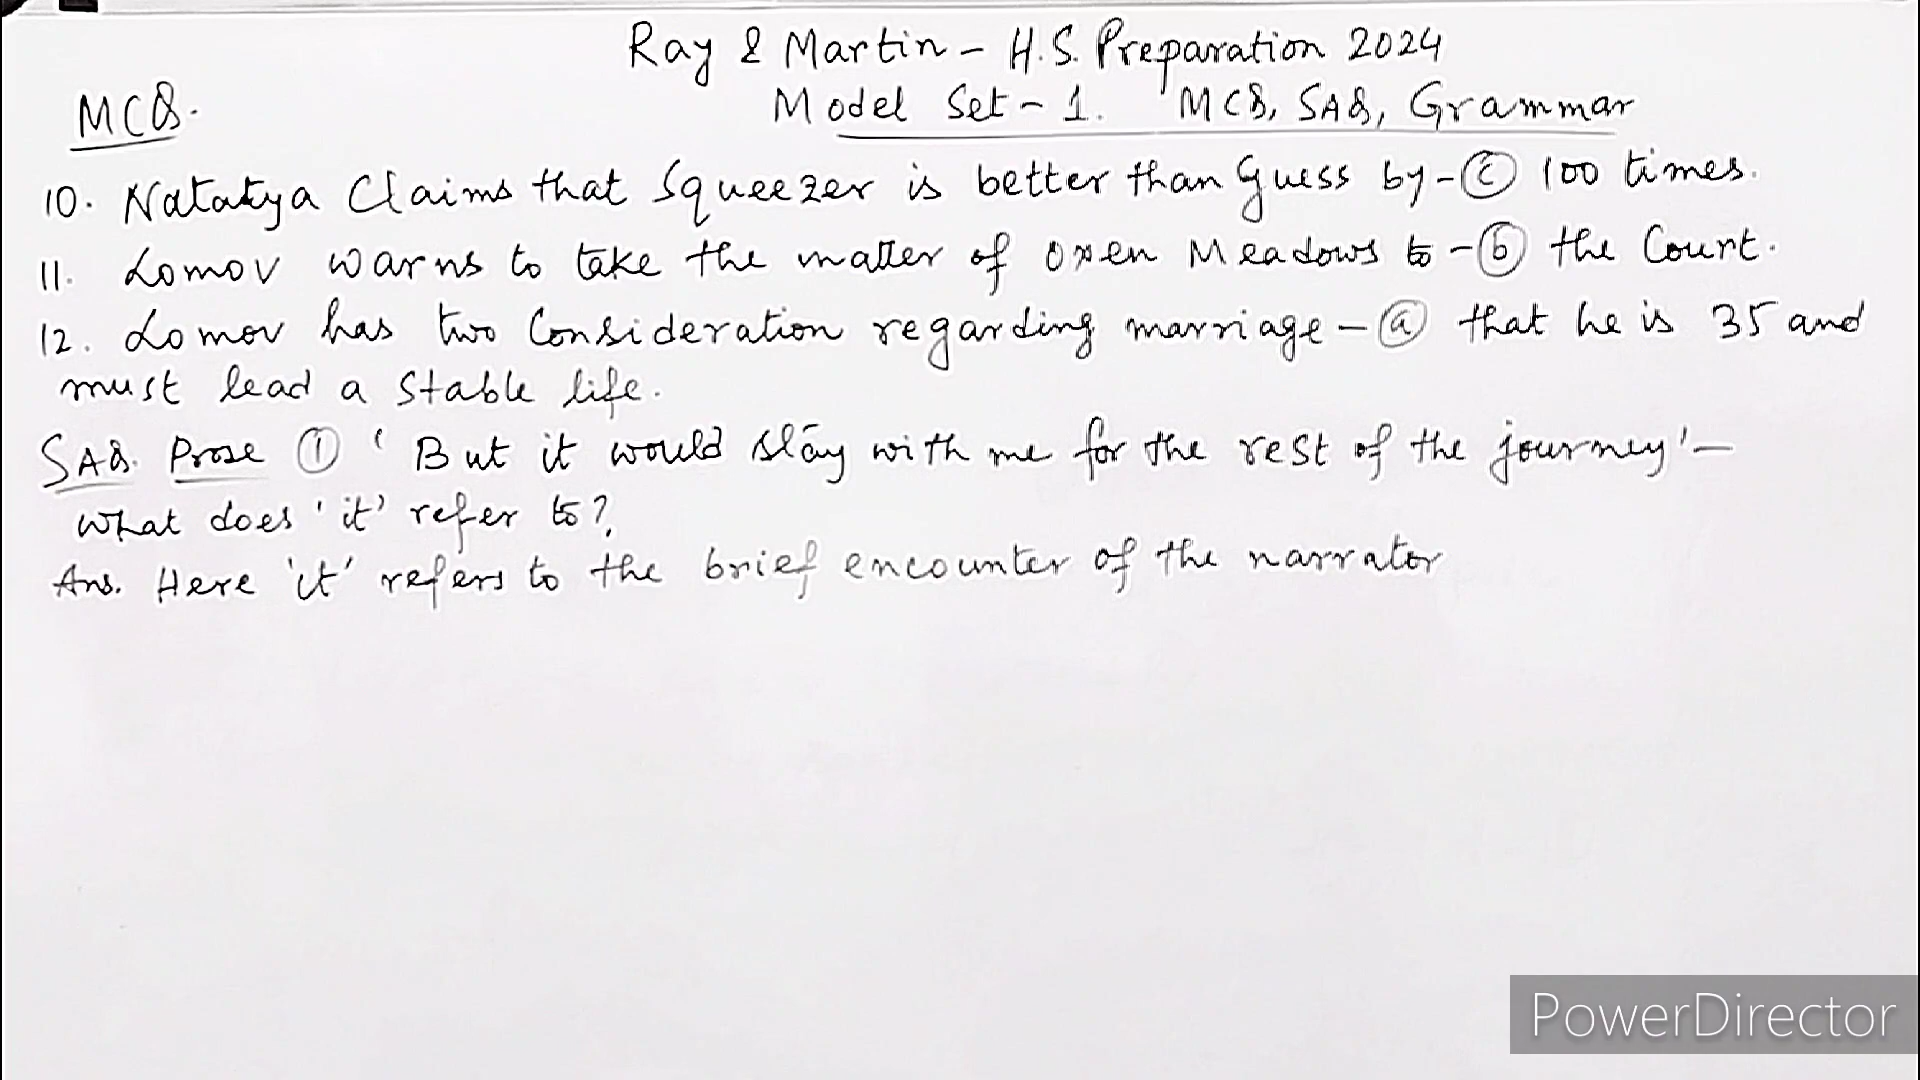 Ray & Martin - H.S. Preparation 2024
MCQ. Model Set - 1. MCQ, SAQ, Grammar
10. Natalya Claims that Squeezer is better than Guess by - (c) 100 times.
11. Lomov warns to take the matter of Oxen Meadows to - (b) the Court.
12. Lomov has two Consideration regarding marriage - (a) that he is 35 and
must lead a stable life.
SAQ. Prose (1) 'But it would stay with me for the rest of the journey' -
What does 'it' refer to?
Ans. Here 'it' refers to the brief encounter of the narrator
PowerDirector